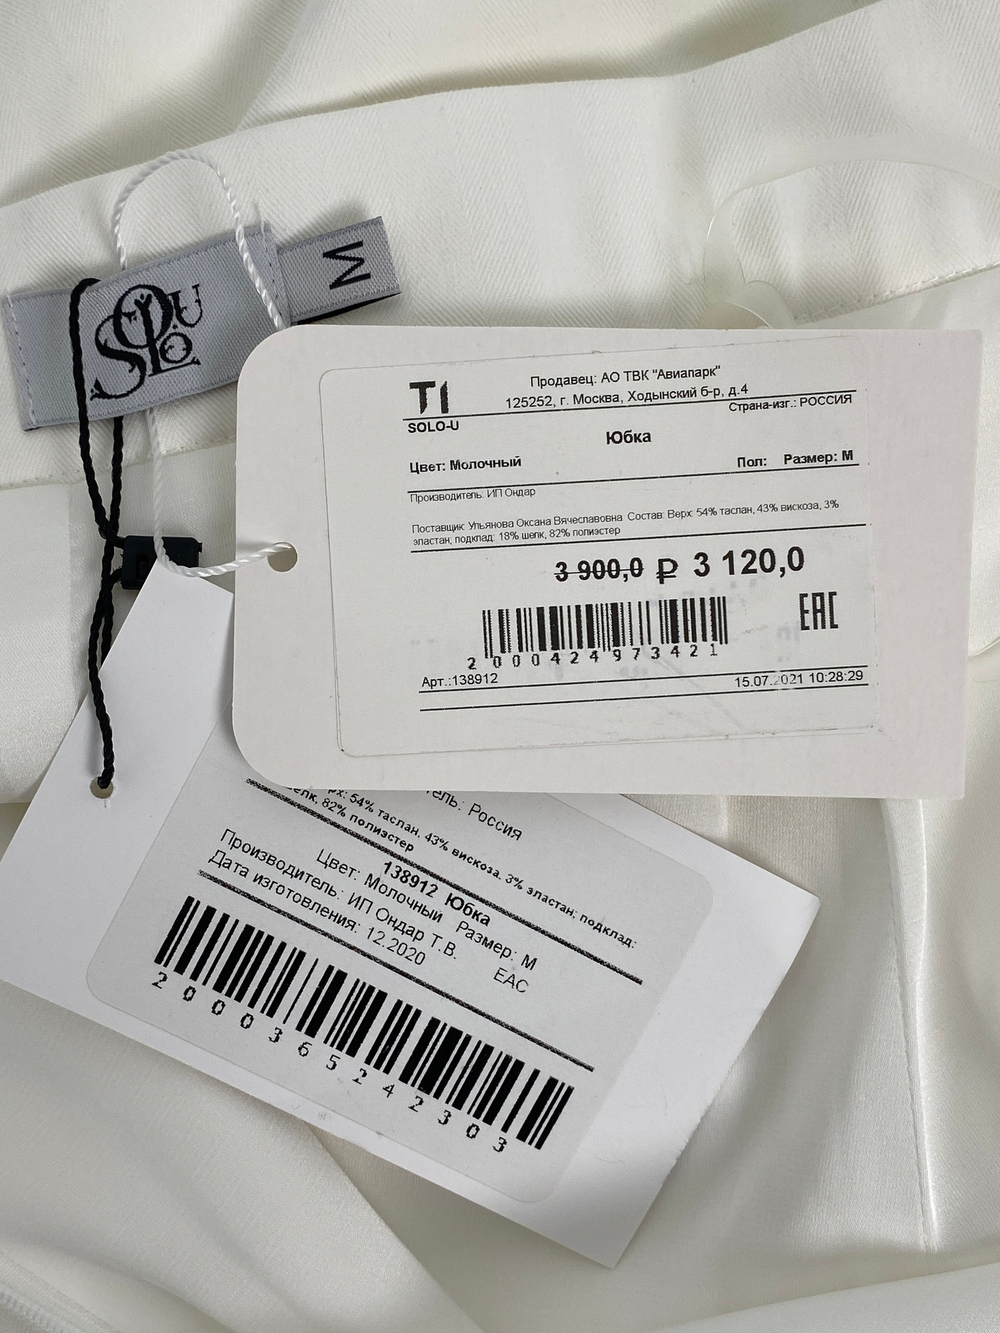 SOLO
U
M
T1
SOLO-U
Продавец: АО ТВК "Авиапарк"
125252, г. Москва, Ходынский б-р, д.4
Страна-изг.: РОССИЯ
Юбка
Цвет: Молочный Пол: Размер: M
Производитель: ИП Ондар
Поставщик: Ульянова Оксана Вячеславовна Состав: Верх: 54% таслан, 43% вискоза, 3%
эластан, подклад: 18% шелк, 82% полиэстер
3 900,0 ₽ 3 120,0
2 000424973421
EAC
Арт.:138912 15.07.2021 10:28:29
тель: Россия
рх: 54% таслан, 43% вискоза, 3% эластан; подклад:
елк, 82% полиэстер
138912 Юбка
Цвет: Молочный Размер: M
Производитель: ИП Ондар Т.В.
Дата изготовления: 12.2020 EAC
2000365242303